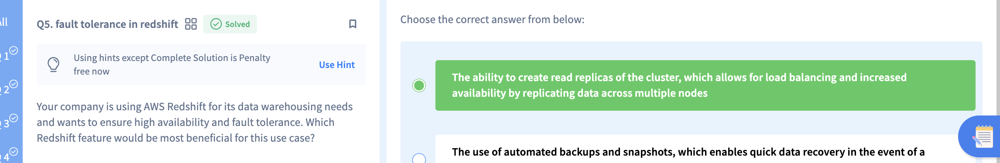 All
Q5. fault tolerance in redshift
Solved
Q 1
Using hints except Complete Solution is Penalty
free now
Use Hint
Q 2
Your company is using AWS Redshift for its data warehousing needs
and wants to ensure high availability and fault tolerance. Which
Redshift feature would be most beneficial for this use case?
Q 3
Q 4
Choose the correct answer from below:
The ability to create read replicas of the cluster, which allows for load balancing and increased
availability by replicating data across multiple nodes
The use of automated backups and snapshots, which enables quick data recovery in the event of a